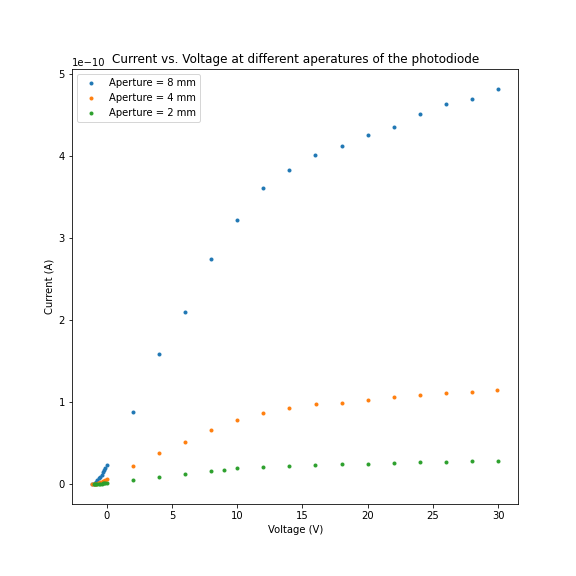 Current vs. Voltage at different aperatures of the photodiode
1e−10
Aperture = 8 mm
Aperture = 4 mm
Aperture = 2 mm
5
4
3
2
1
0
Current (A)
0 5 10 15 20 25 30
Voltage (V)